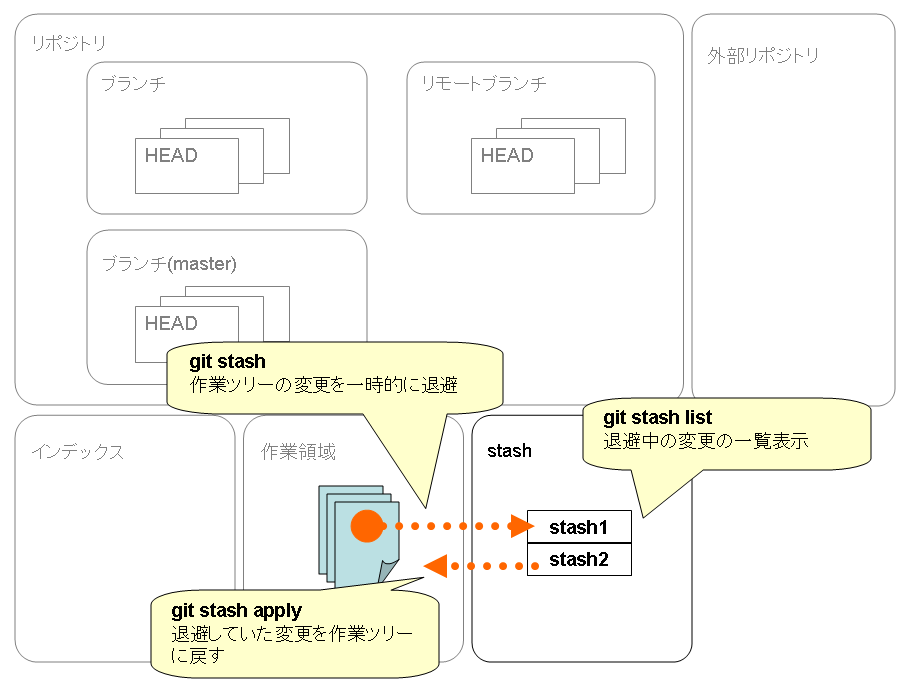 リポジトリ
外部リポジトリ
ブランチ
リモートブランチ
HEAD
HEAD
ブランチ(master)
HEAD
git stash
作業ツリーの変更を一時的に退避
git stash list
退避中の変更の一覧表示
インデックス
作業領域
stash
stash1
stash2
git stash apply
退避していた変更を作業ツリー
に戻す